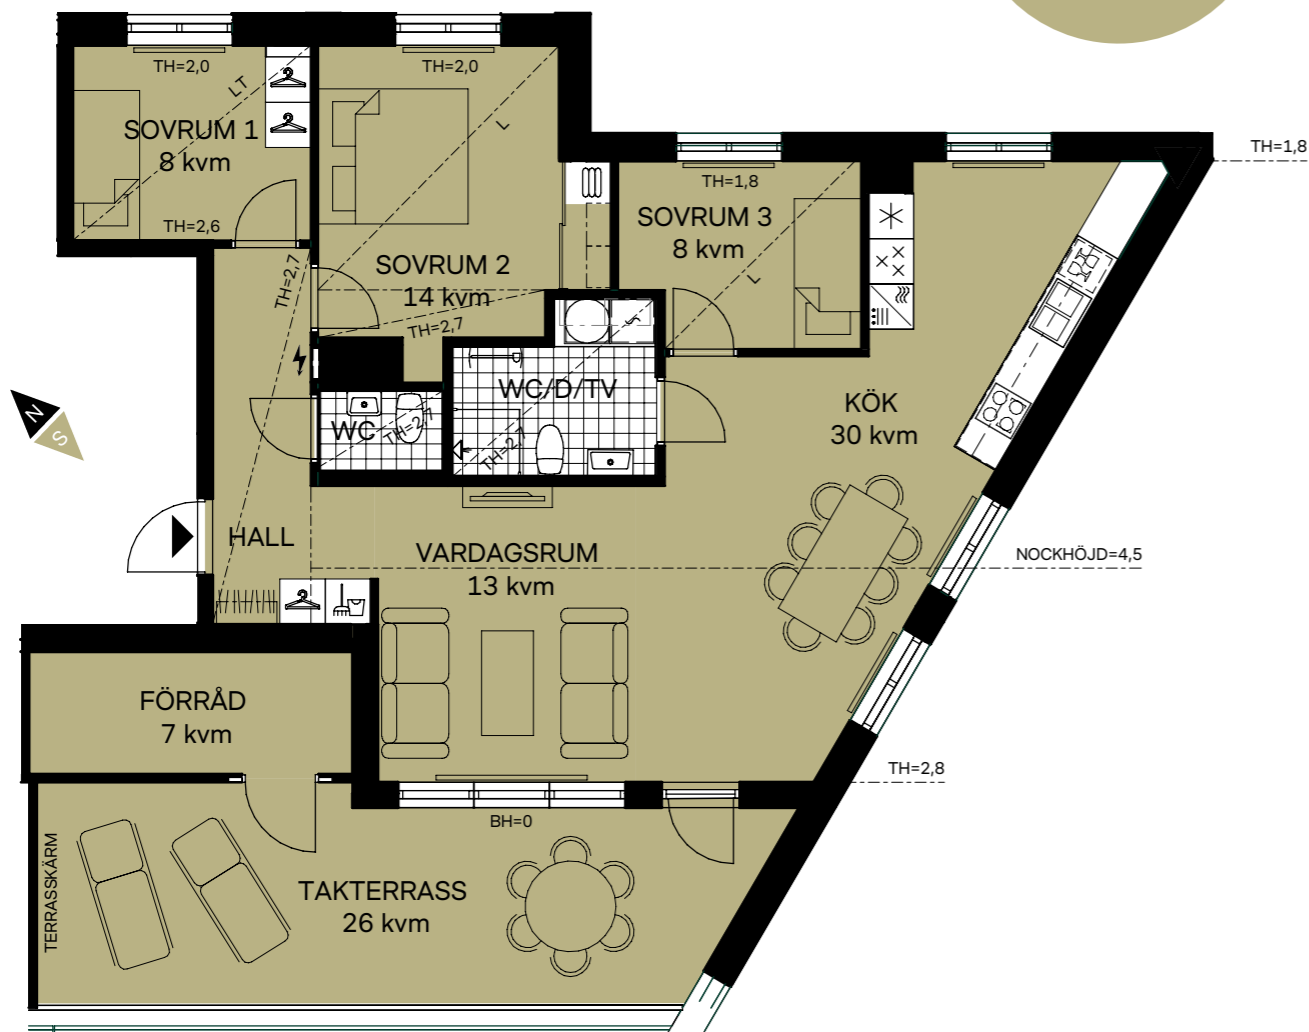 TH=2,0
TH=2,0
LT
L
SOVRUM 1
8 kvm
TH=1,8
TH=1,8
SOVRUM 3
8 kvm
L
TH=2,6
TH=2,7
SOVRUM 2
14 kvm
TH=2,7
WC/D/TV
TH=2,7
WC
TH=2,7
KÖK
30 kvm
N
S
HALL
VARDAGSRUM
13 kvm
NOCKHÖJD=4,5
FÖRRÅD
7 kvm
TH=2,8
BH=0
TERRASSKÄRM
TAKTERRASS
26 kvm